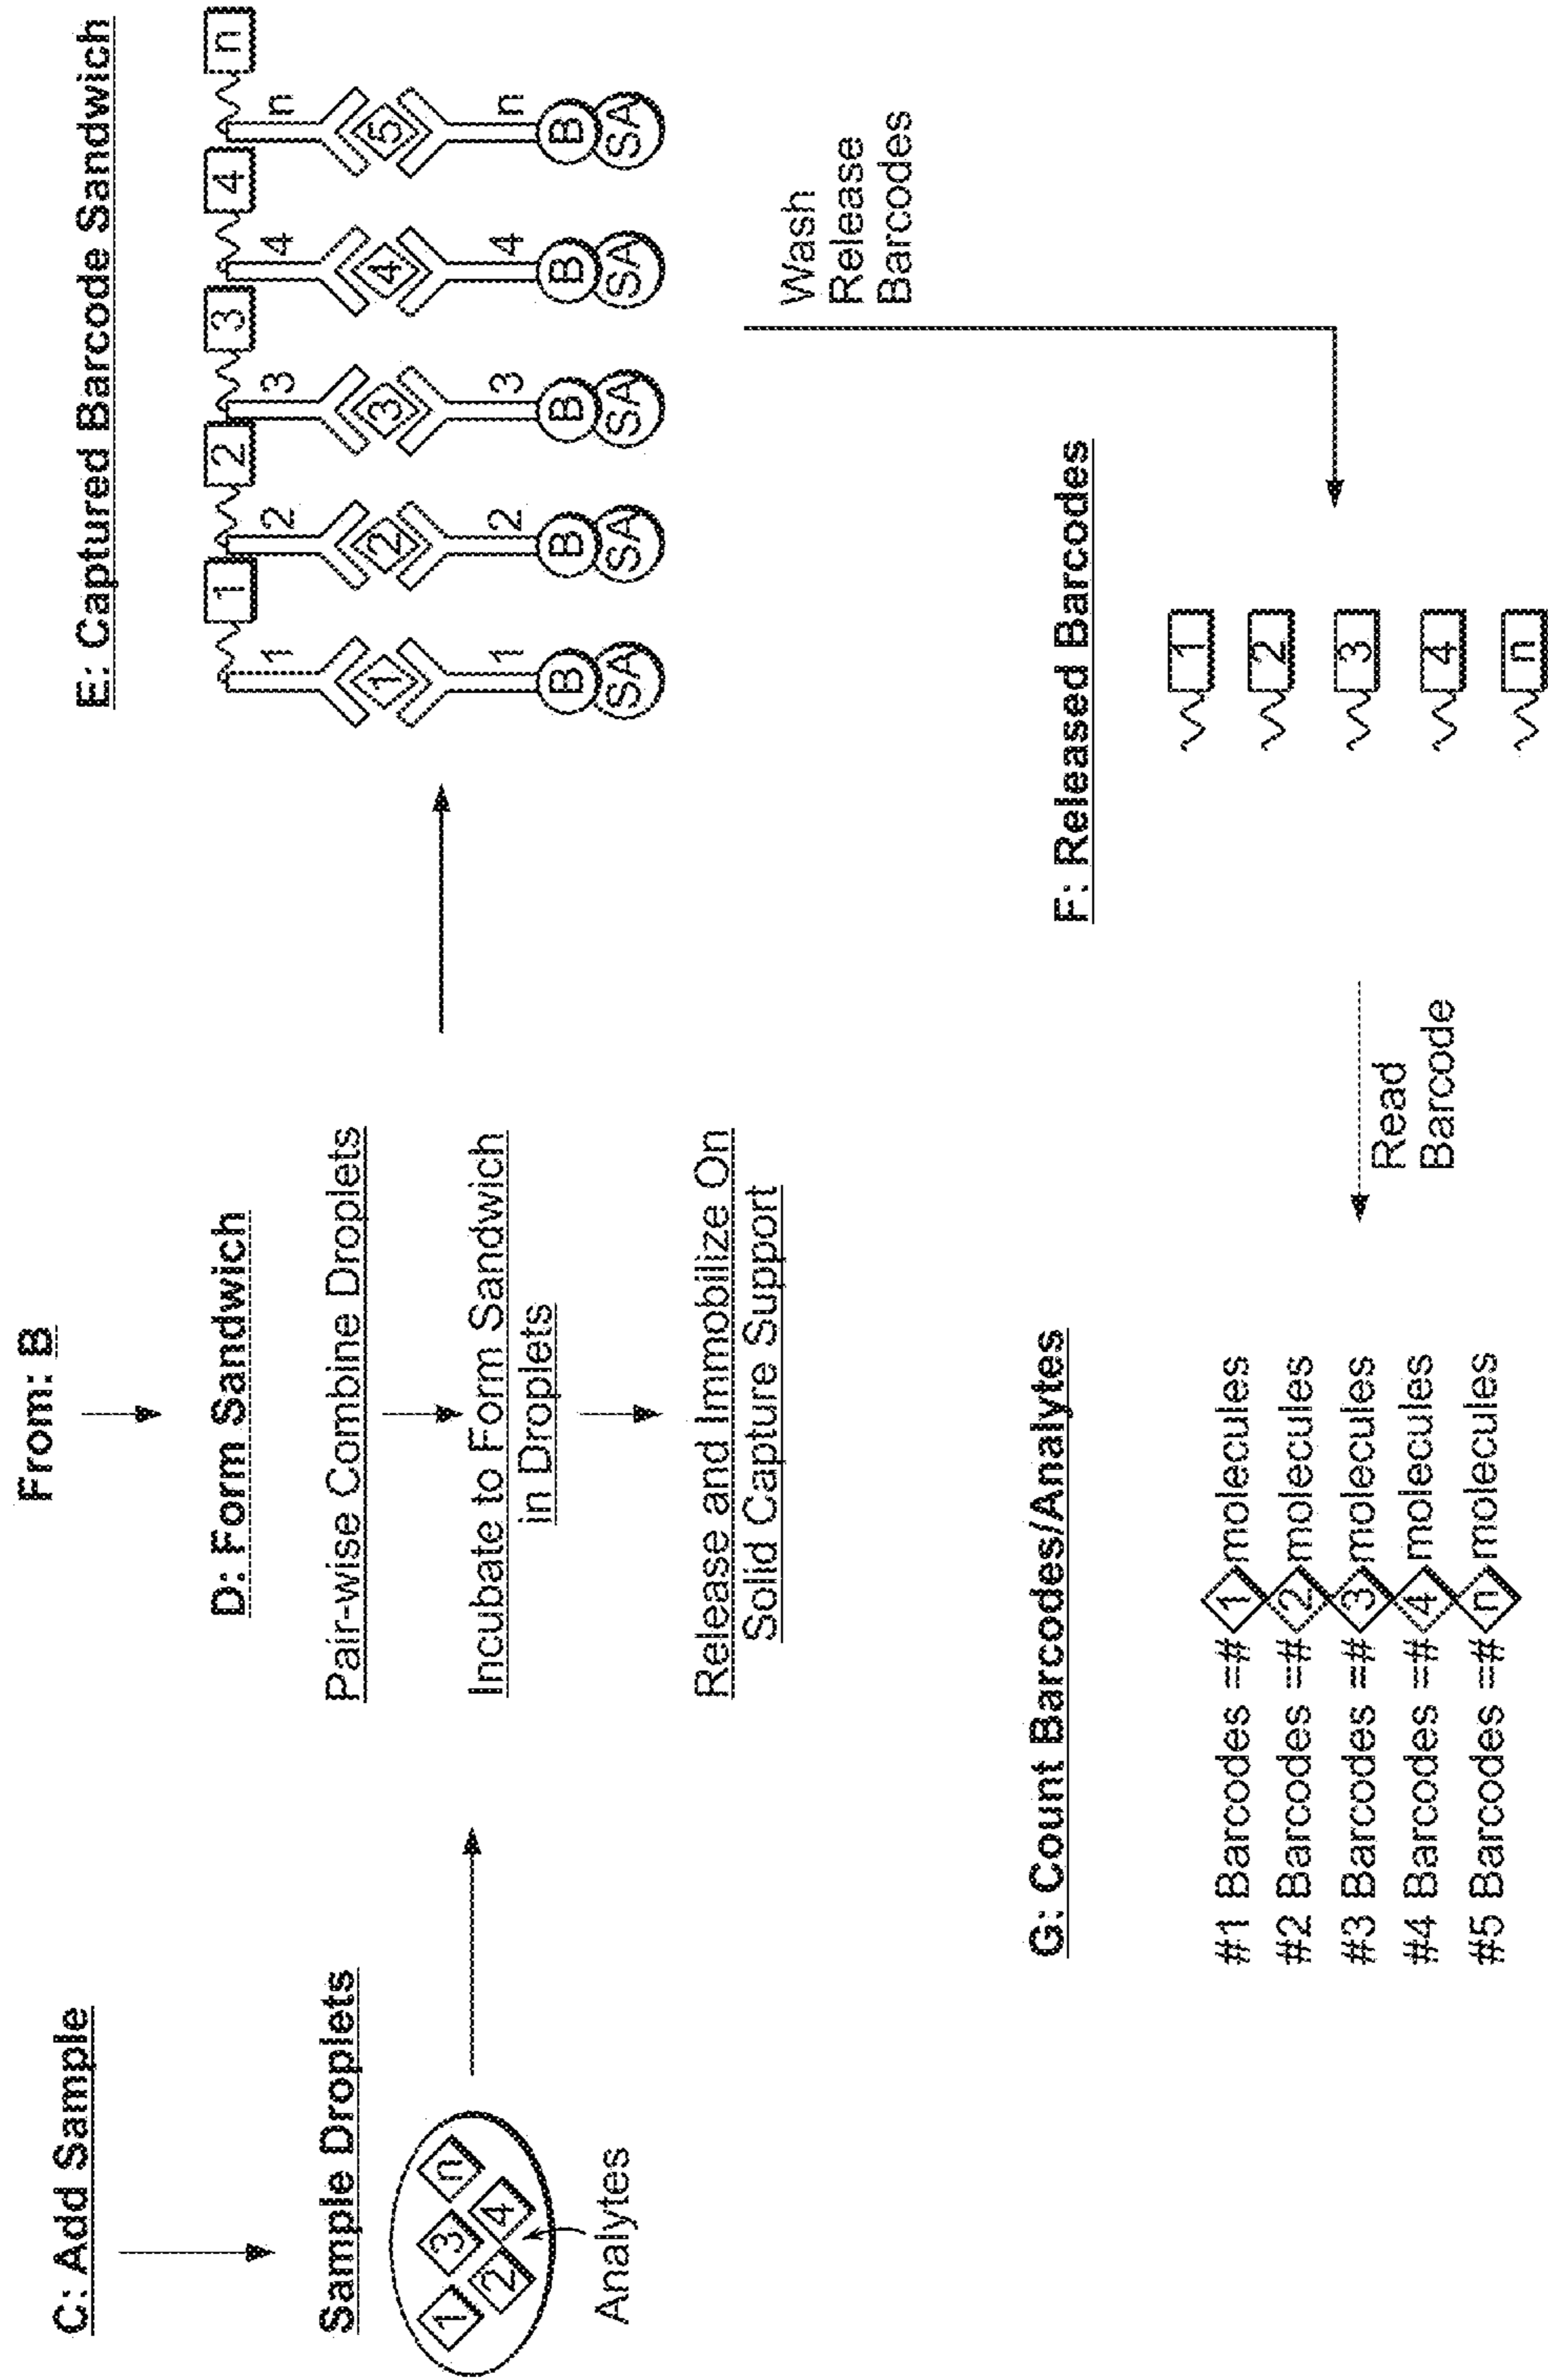 C: Add Sample
Sample Droplets
1 3 n
2 4
Analytes
From: B
D: Form Sandwich
Pair-wise Combine Droplets
Incubate to Form Sandwich
in Droplets
Release and Immobilize On
Solid Capture Support
E: Captured Barcode Sandwich
1 2 3 4 n
1 2 3 4 n
1 2 3 4 5
1 2 3 4 n
B B B B B
SA SA SA SA SA
Wash
Release
Barcodes
F: Released Barcodes
1
2
3
4
n
Read
Barcode
G: Count Barcodes/Analytes
#1 Barcodes =# 1 molecules
#2 Barcodes =# 2 molecules
#3 Barcodes =# 3 molecules
#4 Barcodes =# 4 molecules
#5 Barcodes =# n molecules